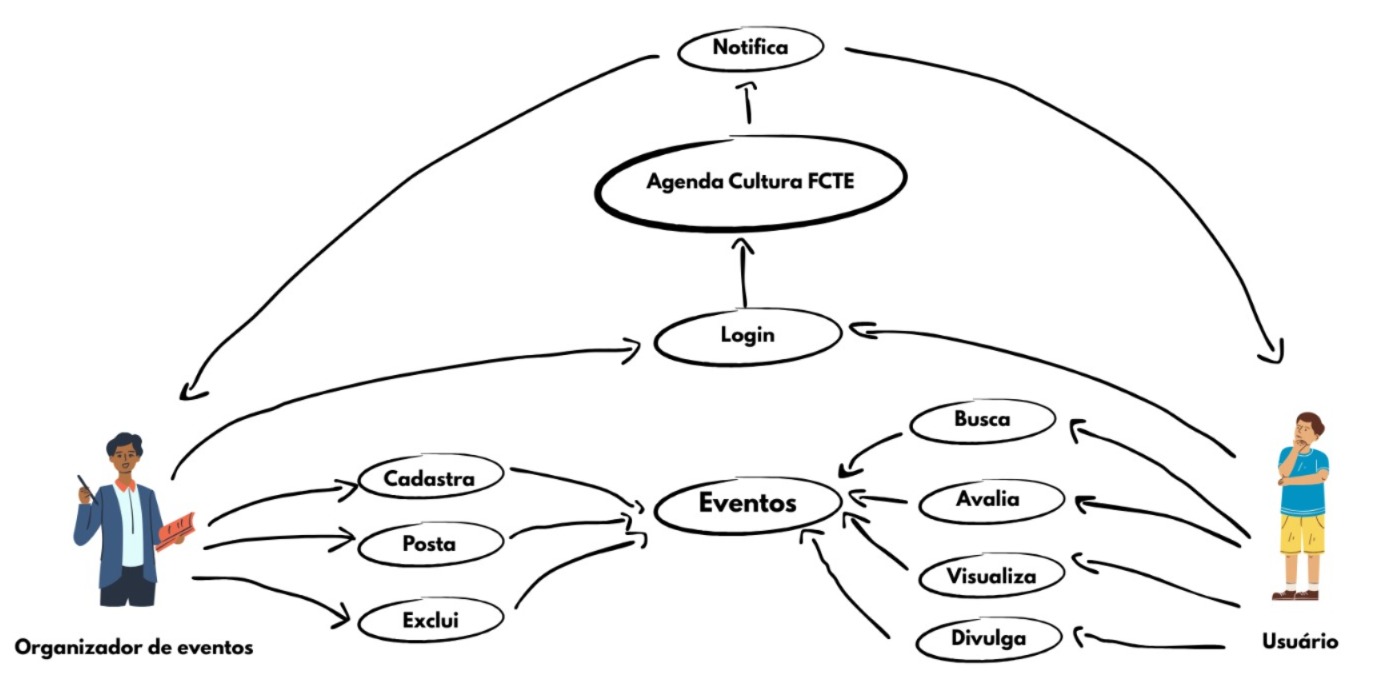 Notifica
Agenda Cultura FCTE
Login
Busca
Cadastra
Eventos
Avalia
Posta
Visualiza
Exclui
Divulga
Organizador de eventos
Usuário